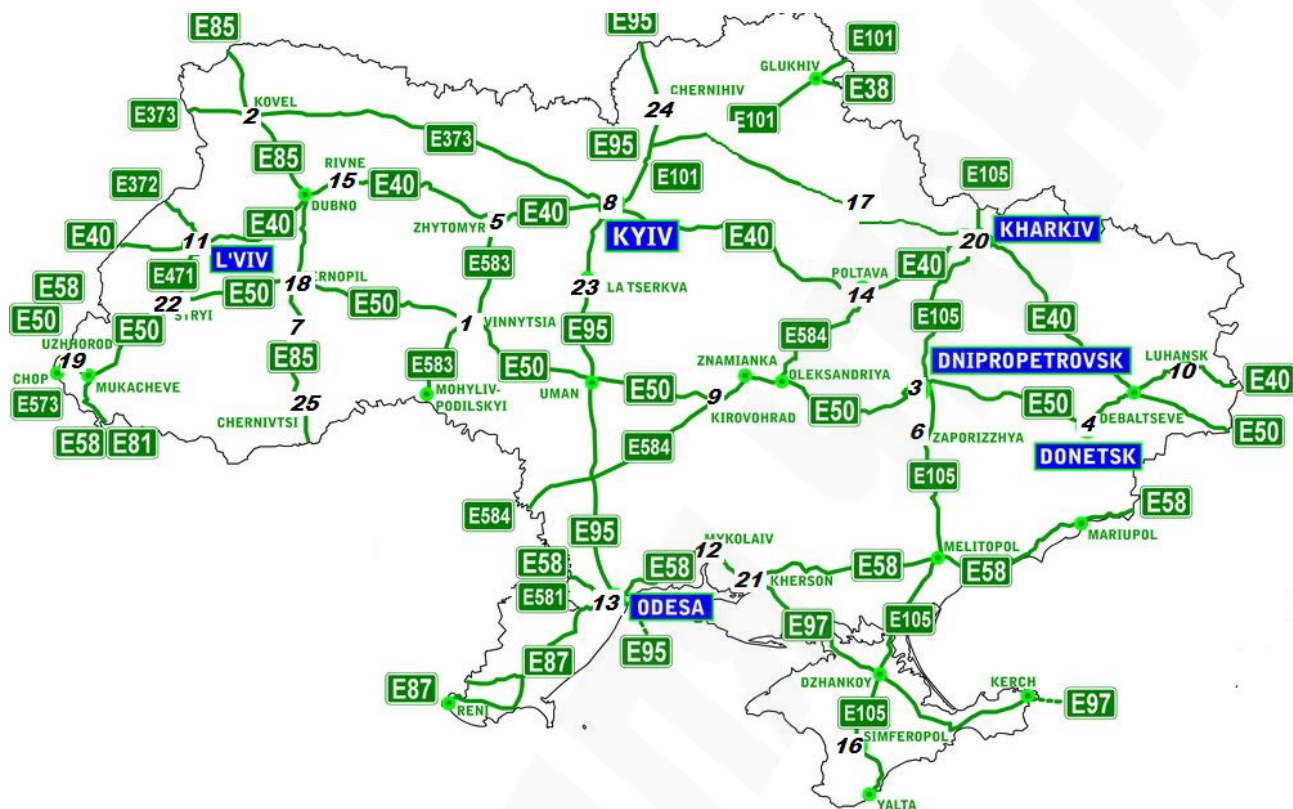 E85
E95
E101
GLUKHIV
E38
CHERNIHIV
24
E101
KOVEL
2
E373
E373
E95
E85
RIVNE
15
E40
E101
E105
E372
DUBNO
8
17
E40
ZHYTOMYR
5
E40
KYIV
E40
KHARKIV
20
E40
11
L'VIV
E583
E471
E58
22
E50
18
ERNOPIL
E50
23
LA TSERKVA
POLTAVA
14
E40
E50
STRYI
E50
7
1
VINNYTSIA
E95
E584
E105
E40
UZHHOROD
19
CHOP
MUKACHEVE
E85
E583
ZNAMIANKA
DNIPROPETROVSK
LUHANSK
10
E573
MOHYLIV-
PODILSKYI
E50
UMAN
E50
OLEKSANDRIYA
3
E50
E40
25
CHERNIVTSI
9
KIROVOHRAD
E50
4
DEBALTSEVE
E58
E81
E584
6
ZAPORIZZHYA
DONETSK
E50
E105
E584
E58
MARIUPOL
E95
MYKOLAIV
12
MELITOPOL
E58
E58
21
KHERSON
E58
E58
E581
13
ODESA
E97
E105
E95
E87
E87
RENI
DZHANKOY
KERCH
E97
E105
16
SIMFEROPOL
YALTA